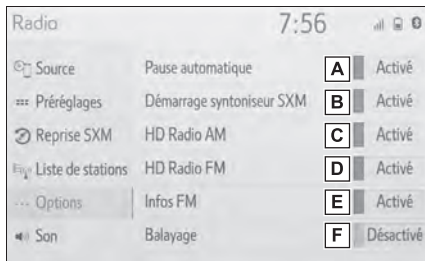 Radio 7:56
Source Pause automatique A Activé
Préréglages Démarrage syntoniseur SXM B Activé
Reprise SXM HD Radio AM C Activé
Liste de stations HD Radio FM D Activé
Options Infos FM E Activé
Son Balayage F Désactivé